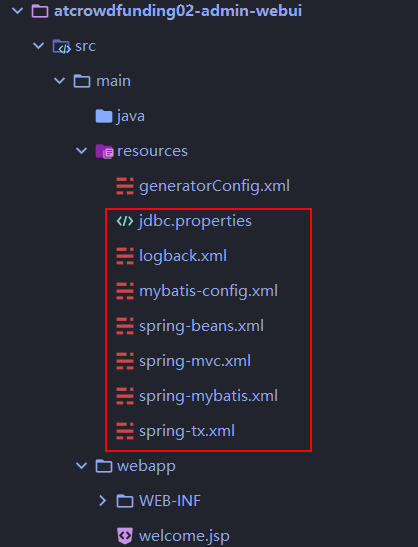 atcrowdfunding02-admin-webui
src
main
java
resources
generatorConfig.xml
jdbc.properties
logback.xml
mybatis-config.xml
spring-beans.xml
spring-mvc.xml
spring-mybatis.xml
spring-tx.xml
webapp
WEB-INF
welcome.jsp